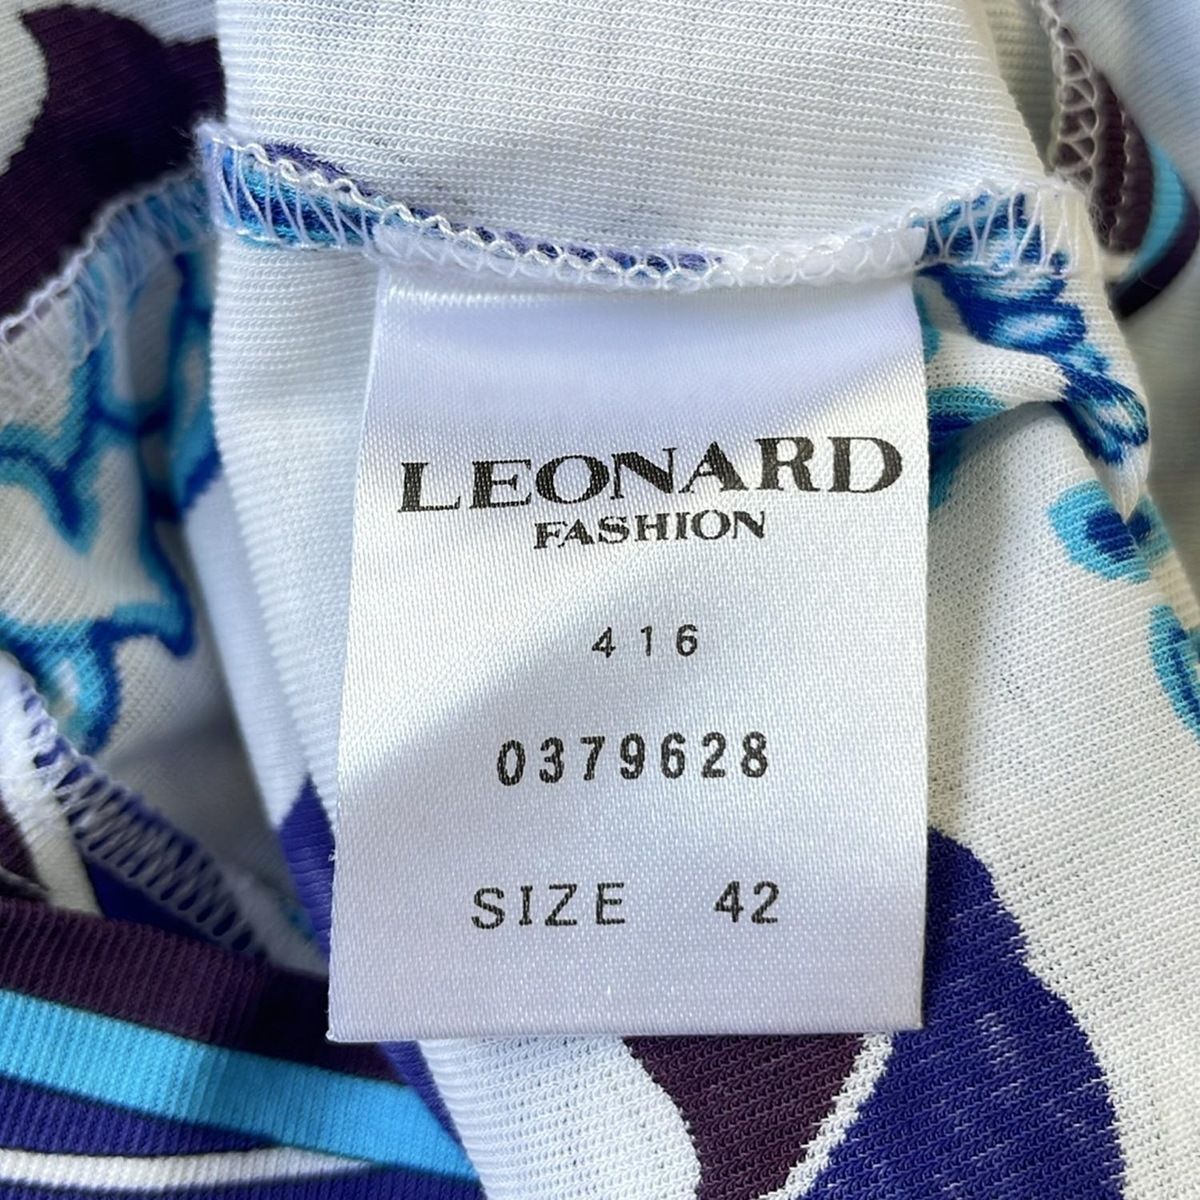 LEONARD
FASHION
416
0379628
SIZE 42